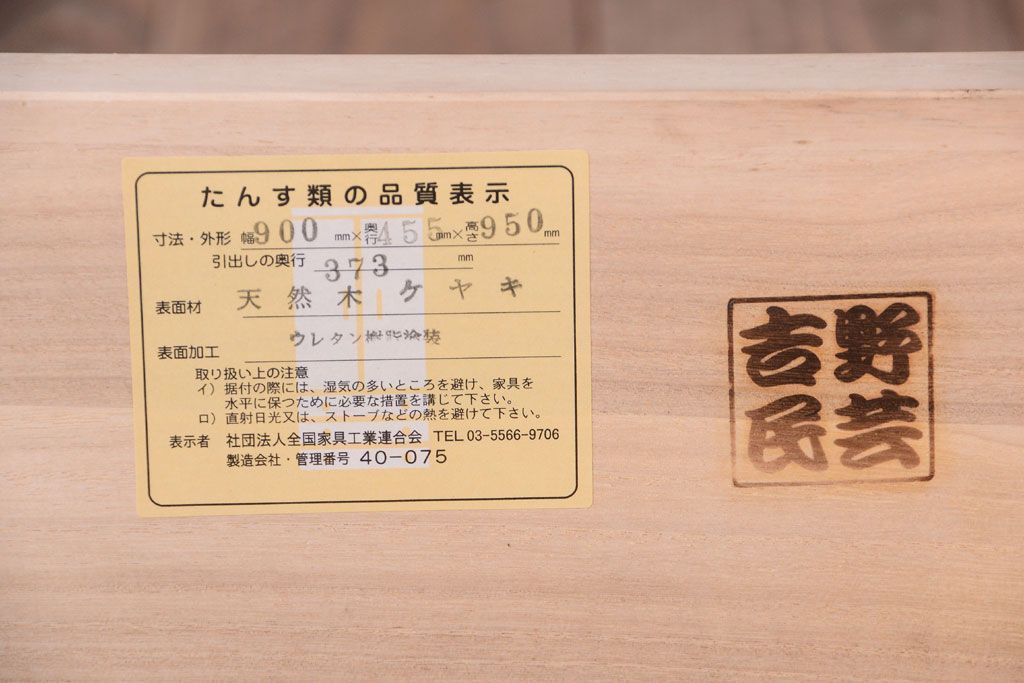 たんす類の品質表示
寸法・外形 幅900mm×奥行455mm×高さ950mm
引出しの奥行 373 mm
表面材 天然木ケヤキ
表面加工 ウレタン樹脂塗装
取り扱い上の注意
イ）据付の際には、湿気の多いところを避け、家具を
水平に保つために必要な措置を講じて下さい。
ロ）直射日光又は、ストーブなどの熱を避けて下さい。
表示者 社団法人全国家具工業連合会 TEL 03-5566-9706
製造会社・管理番号 40-075
吉野
民芸